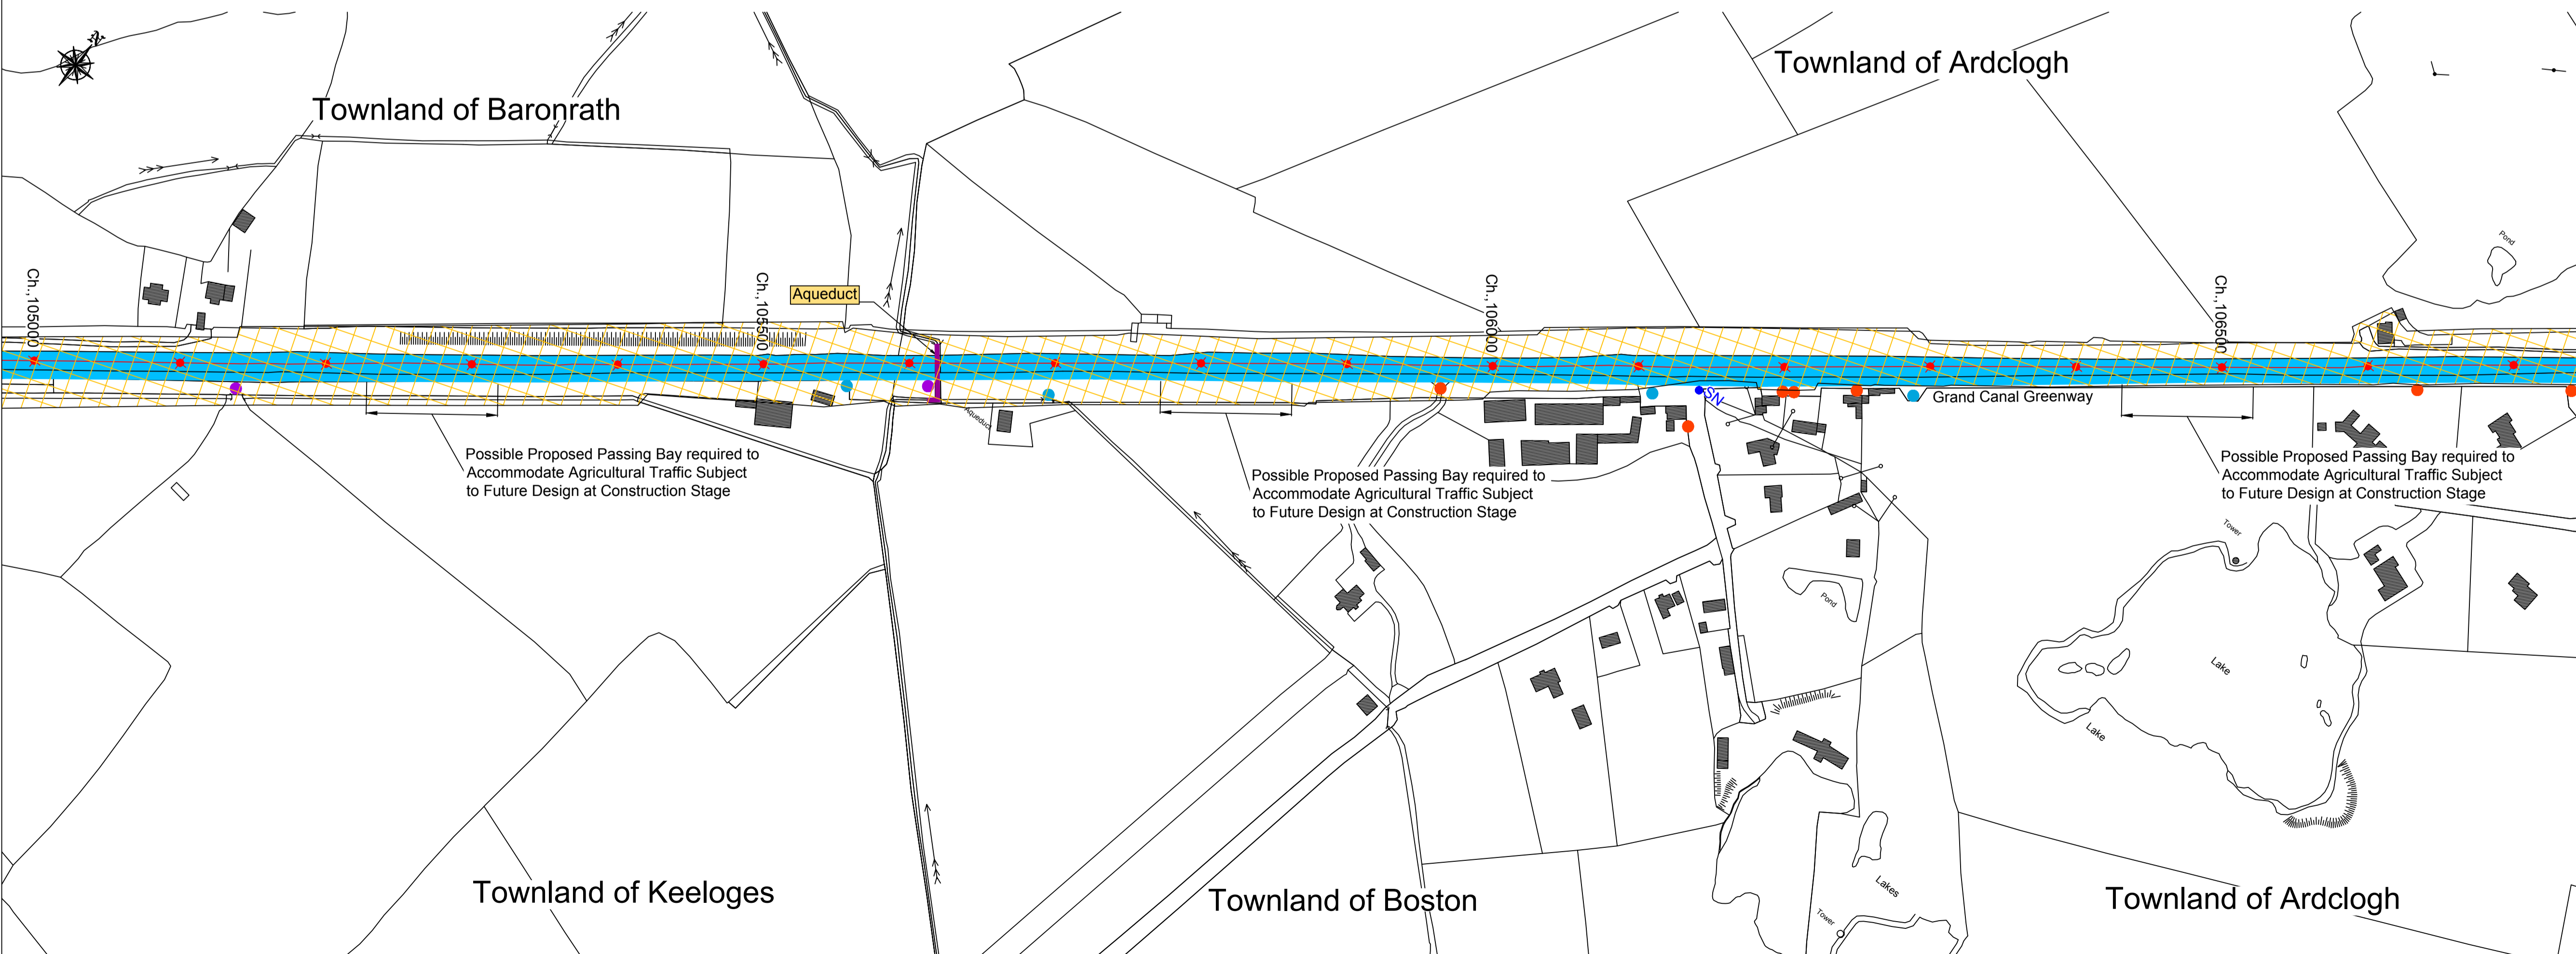 N
Townland of Baronrath
Townland of Ardclogh
Pond
Ch.,105000
Ch.,105500
Aqueduct
Ch.,106000
Ch.,106500
Aqueduct
SN
Grand Canal Greenway
Possible Proposed Passing Bay required to
Accommodate Agricultural Traffic Subject
to Future Design at Construction Stage
Possible Proposed Passing Bay required to
Accommodate Agricultural Traffic Subject
to Future Design at Construction Stage
Possible Proposed Passing Bay required to
Accommodate Agricultural Traffic Subject
to Future Design at Construction Stage
Tower
Pond
Lake
Lake
Lakes
Tower
Townland of Keeloges
Townland of Boston
Townland of Ardclogh